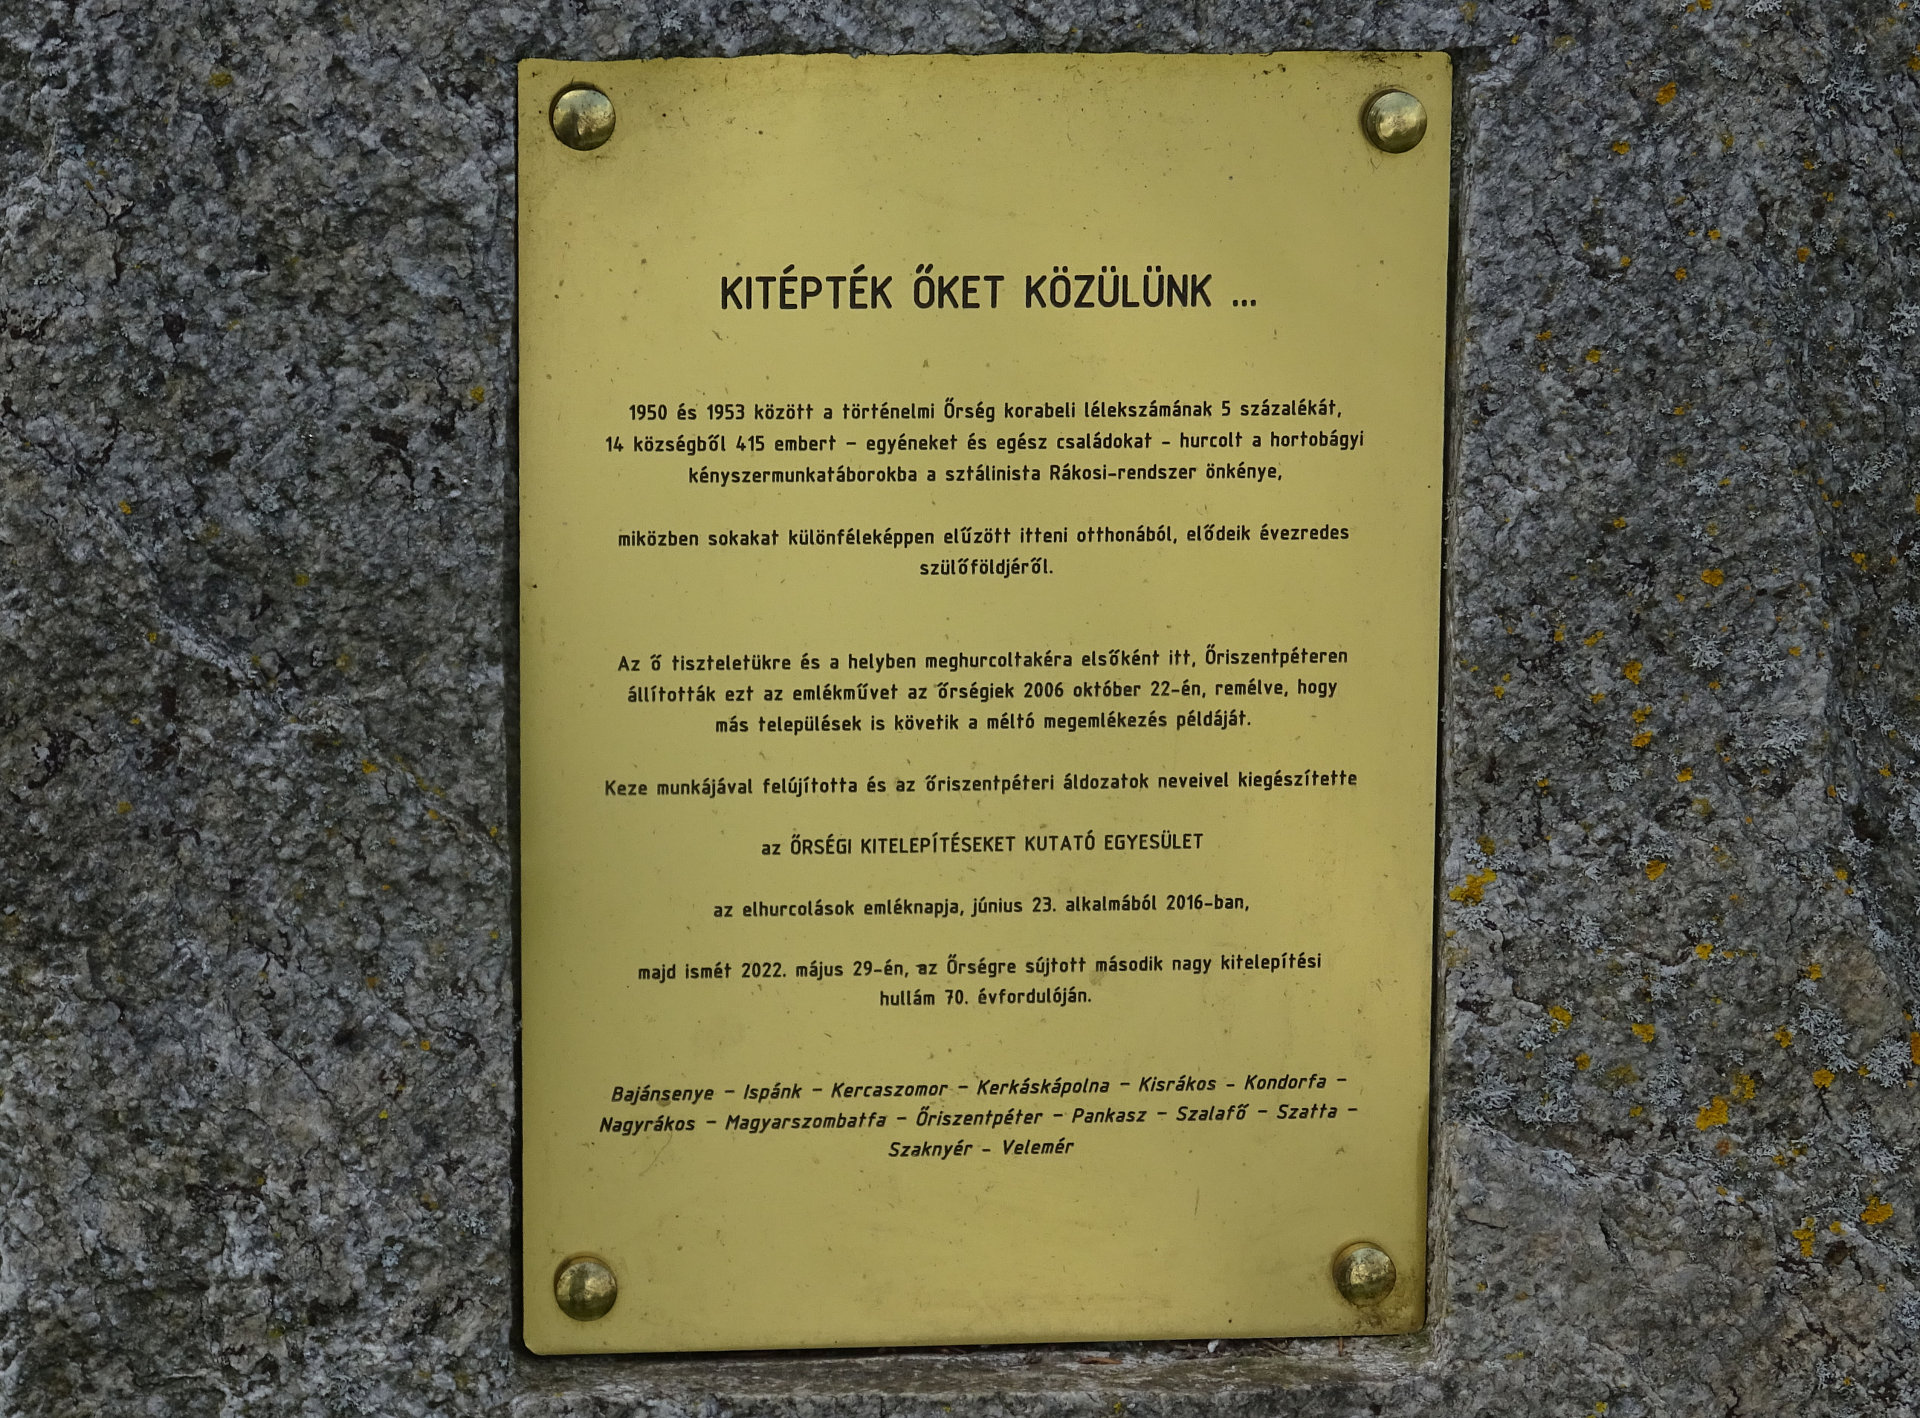 KITÉPTÉK ŐKET KÖZÜLÜNK ...
1950 és 1953 között a történelmi Őrség korabeli lélekszámának 5 százalékát,
14 községből 415 embert – egyéneket és egész családokat - hurcolt a hortobágyi
kényszermunkatáborokba a sztálinista Rákosi-rendszer önkénye,
miközben sokakat különféleképpen elűzött itteni otthonából, elődeik évezredes
szülőföldjéről.
Az ő tiszteletükre és a helyben meghurcoltakéra elsőként itt, Őriszentpéteren
állították ezt az emlékművet az őrségiek 2006 október 22-én, remélve, hogy
más települések is követik a méltó megemlékezés példáját.
Keze munkájával felújította és az őriszentpéteri áldozatok neveivel kiegészítette
az ŐRSÉGI KITELEPÍTÉSEKET KUTATÓ EGYESÜLET
az elhurcolások emléknapja, június 23. alkalmából 2016-ban,
majd ismét 2022. május 29-én, az Őrségre sújtott második nagy kitelepítési
hullám 70. évfordulóján.
Bajánsenye – Ispánk – Kercaszomor – Kerkáskápolna – Kisrákos - Kondorfa –
Nagyrákos – Magyarszombatfa – Őriszentpéter – Pankasz – Szalafő – Szatta –
Szaknyér – Velemér